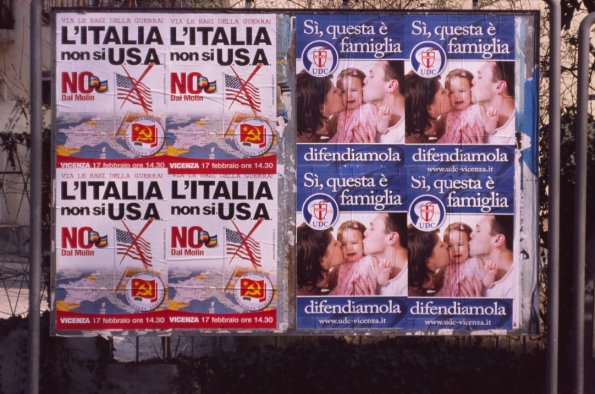 VIA LE BASI DELLA GUERRA!
L'ITALIA
non si USA
NO
Dal Molin
VICENZA 17 febbraio ore 14.30
VIA LE BASI DELLA GUERRA!
L'ITALIA
non si USA
NO
Dal Molin
VICENZA 17 febbraio ore 14.30
Sì, questa è
famiglia
UDC
difendiamola
Sì, questa è
famiglia
UDC
difendiamola
www.udc-vicenza.it
VIA LE BASI DELLA GUERRA!
L'ITALIA
non si USA
NO
Dal Molin
VICENZA 17 febbraio ore 14.30
VIA LE BASI DELLA GUERRA!
L'ITALIA
non si USA
NO
Dal Molin
VICENZA 17 febbraio ore 14.30
Sì, questa è
famiglia
UDC
difendiamola
www.udc-vicenza.it
Sì, questa è
famiglia
UDC
difendiamola
www.udc-vicenza.it